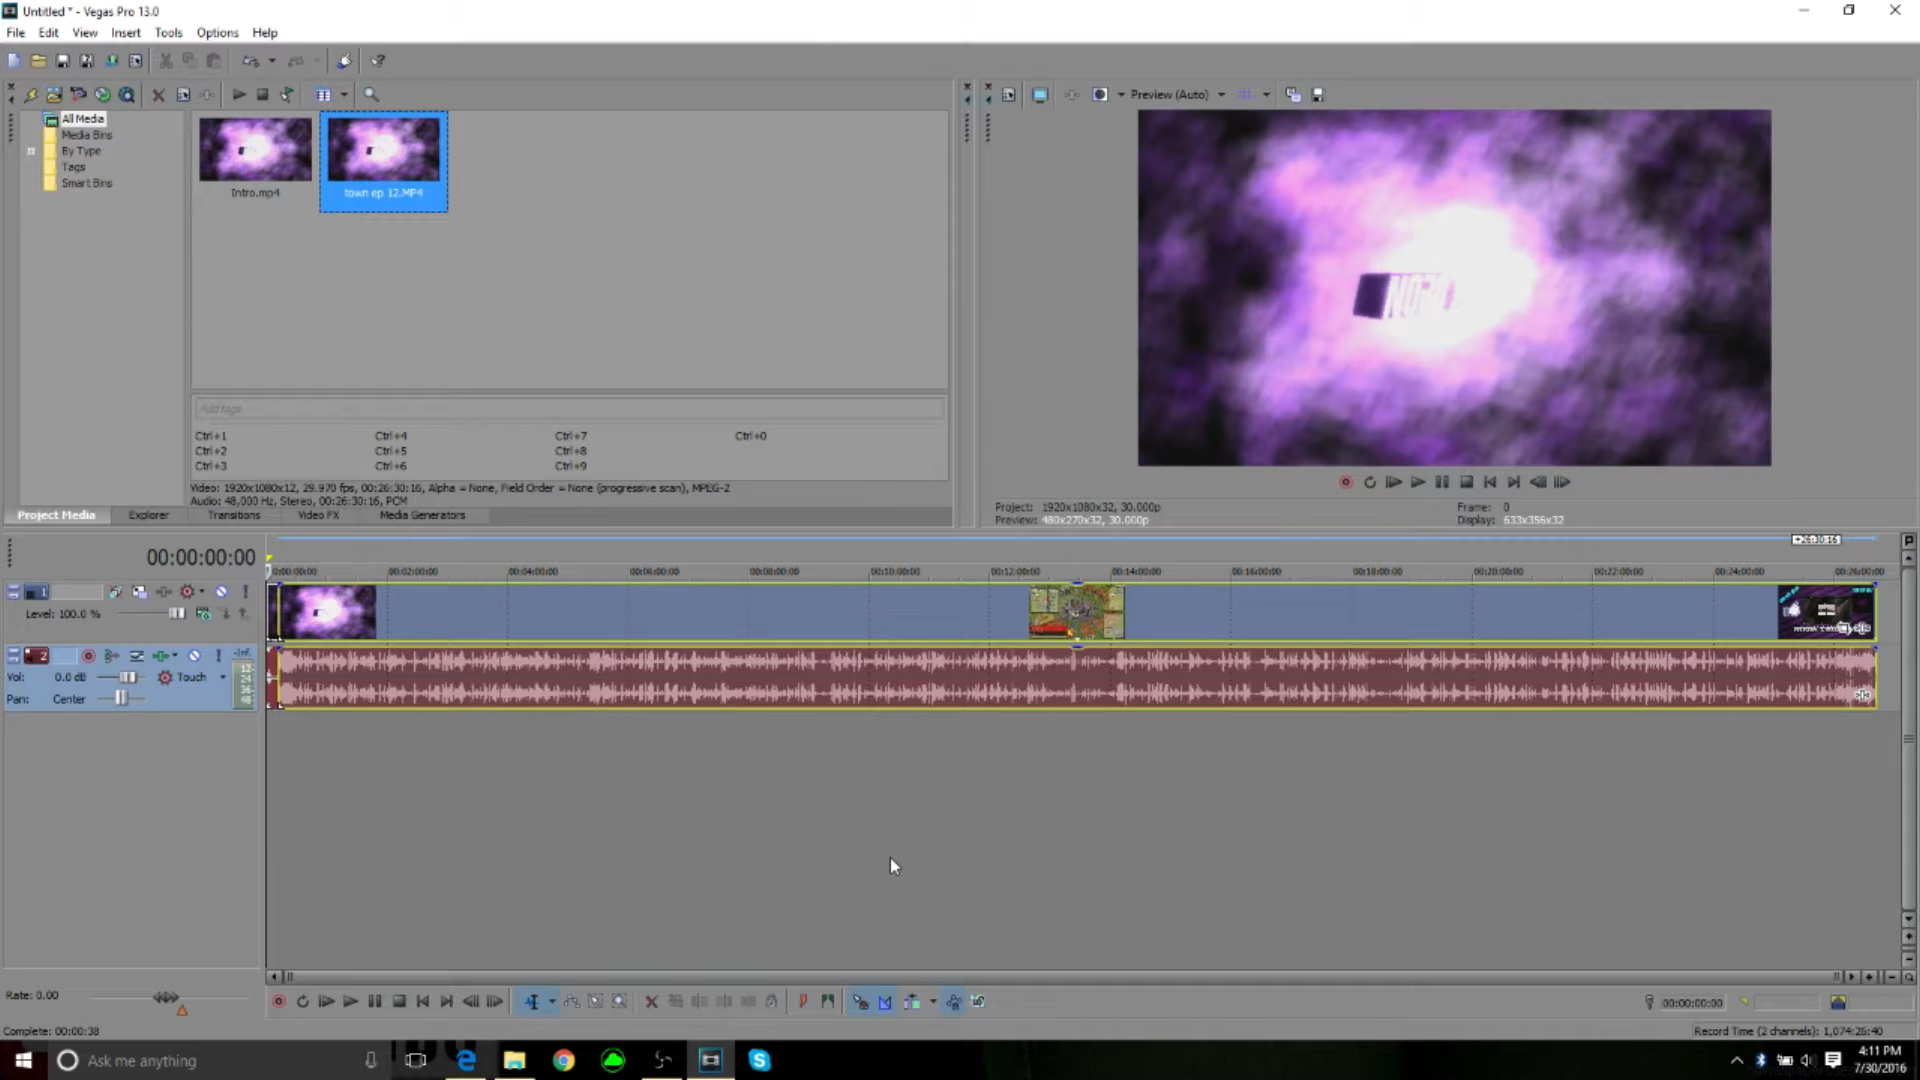 Untitled * - Vegas Pro 13.0
File Edit View Insert Tools Options Help
Preview (Auto)
All Media
Media Bins
By Type
Tags
Smart Bins
Intro.mp4
town ep 12.MP4
Add tags
Ctrl+1 Ctrl+4 Ctrl+7 Ctrl+0
Ctrl+2 Ctrl+5 Ctrl+8
Ctrl+3 Ctrl+6 Ctrl+9
Video: 1920x1080x12, 29.970 fps, 00:26:30:16, Alpha = None, Field Order = None (progressive scan), MPEG-2
Audio: 48,000 Hz, Stereo, 00:26:30:16, PCM
Project Media Explorer Transitions Video FX Media Generators
Project: 1920x1080x32, 30.000p Frame: 0
Preview: 480x270x32, 30.000p Display: 633x356x32
00:00:00:00
+26:30:16
0:00:00:00 00:02:00:00 00:04:00:00 00:06:00:00 00:08:00:00 00:10:00:00 00:12:00:00 00:14:00:00 00:16:00:00 00:18:00:00 00:20:00:00 00:22:00:00 00:24:00:00 00:26:00:00
1
Level: 100.0 %
2
-Inf.
12
24
36
48
Vol: 0.0 dB Touch
Pan: Center
Rate: 0.00
00:00:00:00
Complete: 00:00:38
Record Time (2 channels): 1,074:26:40
Ask me anything
4:11 PM
7/30/2016